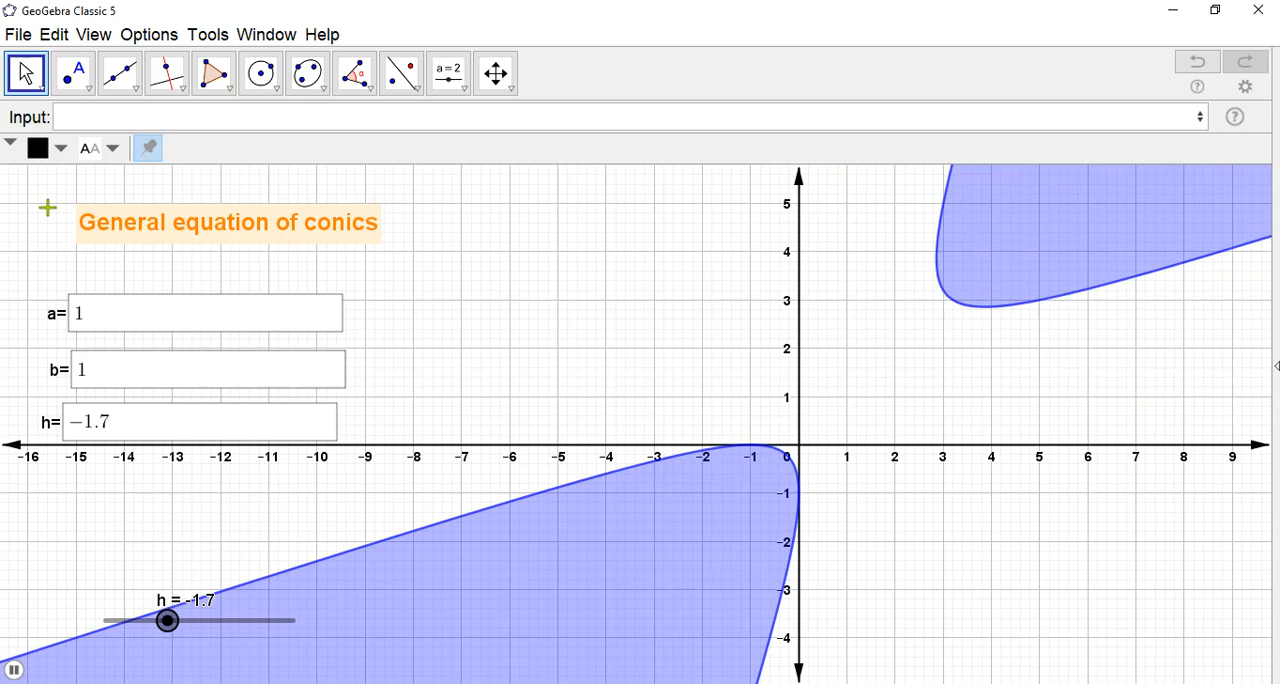 GeoGebra Classic 5
File Edit View Options Tools Window Help
A
α
a=2
Input:
AA
General equation of conics
a= 1
b= 1
h= −1.7
h = -1.7
5
4
3
2
1
-16 -15 -14 -13 -12 -11 -10 -9 -8 -7 -6 -5 -4 -3 -2 -1 0 1 2 3 4 5 6 7 8 9
-1
-2
-3
-4